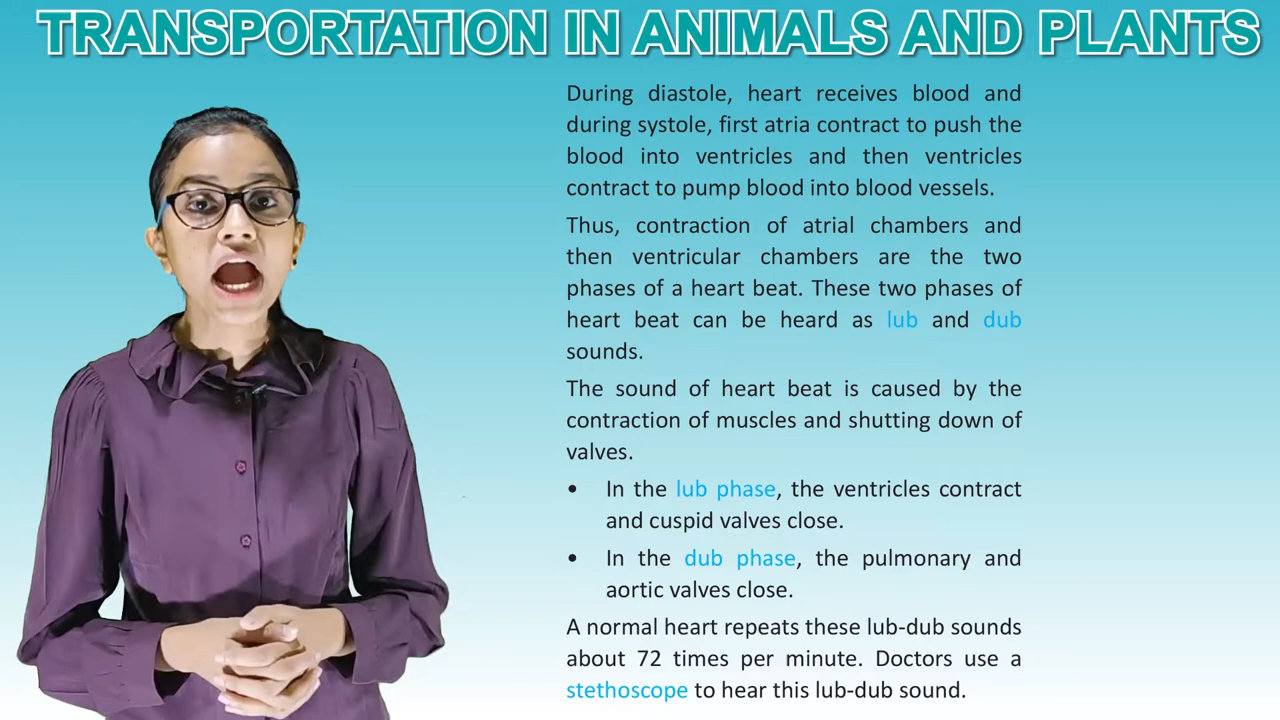 TRANSPORTATION IN ANIMALS AND PLANTS
During diastole, heart receives blood and
during systole, first atria contract to push the
blood into ventricles and then ventricles
contract to pump blood into blood vessels.
Thus, contraction of atrial chambers and
then ventricular chambers are the two
phases of a heart beat. These two phases of
heart beat can be heard as lub and dub
sounds.
The sound of heart beat is caused by the
contraction of muscles and shutting down of
valves.
• In the lub phase, the ventricles contract
and cuspid valves close.
• In the dub phase, the pulmonary and
aortic valves close.
A normal heart repeats these lub-dub sounds
about 72 times per minute. Doctors use a
stethoscope to hear this lub-dub sound.